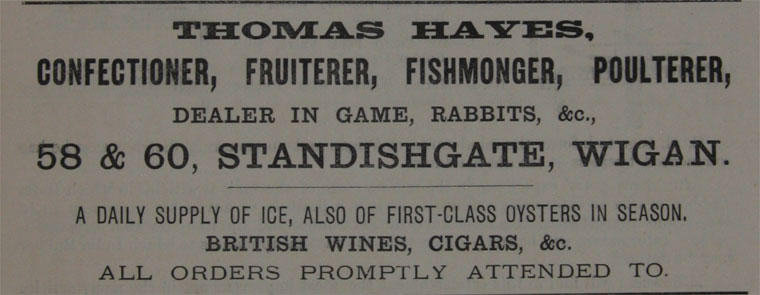 THOMAS HAYES,
CONFECTIONER, FRUITERER, FISHMONGER, POULTERER,
DEALER IN GAME, RABBITS, &c.,
58 & 60, STANDISHGATE, WIGAN.
A DAILY SUPPLY OF ICE, ALSO OF FIRST-CLASS OYSTERS IN SEASON.
BRITISH WINES, CIGARS, &c.
ALL ORDERS PROMPTLY ATTENDED TO.